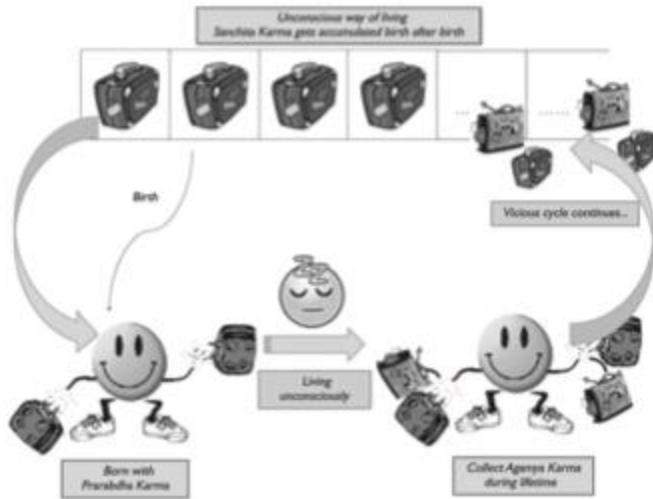 Unconscious way of living
Sanchita Karma gets accumulated birth after birth
.... ......
Birth
Vicious cycle continues...
Living
unconsciously
Born with
Prarabdha Karma
Collect Agamya Karma
during lifetime